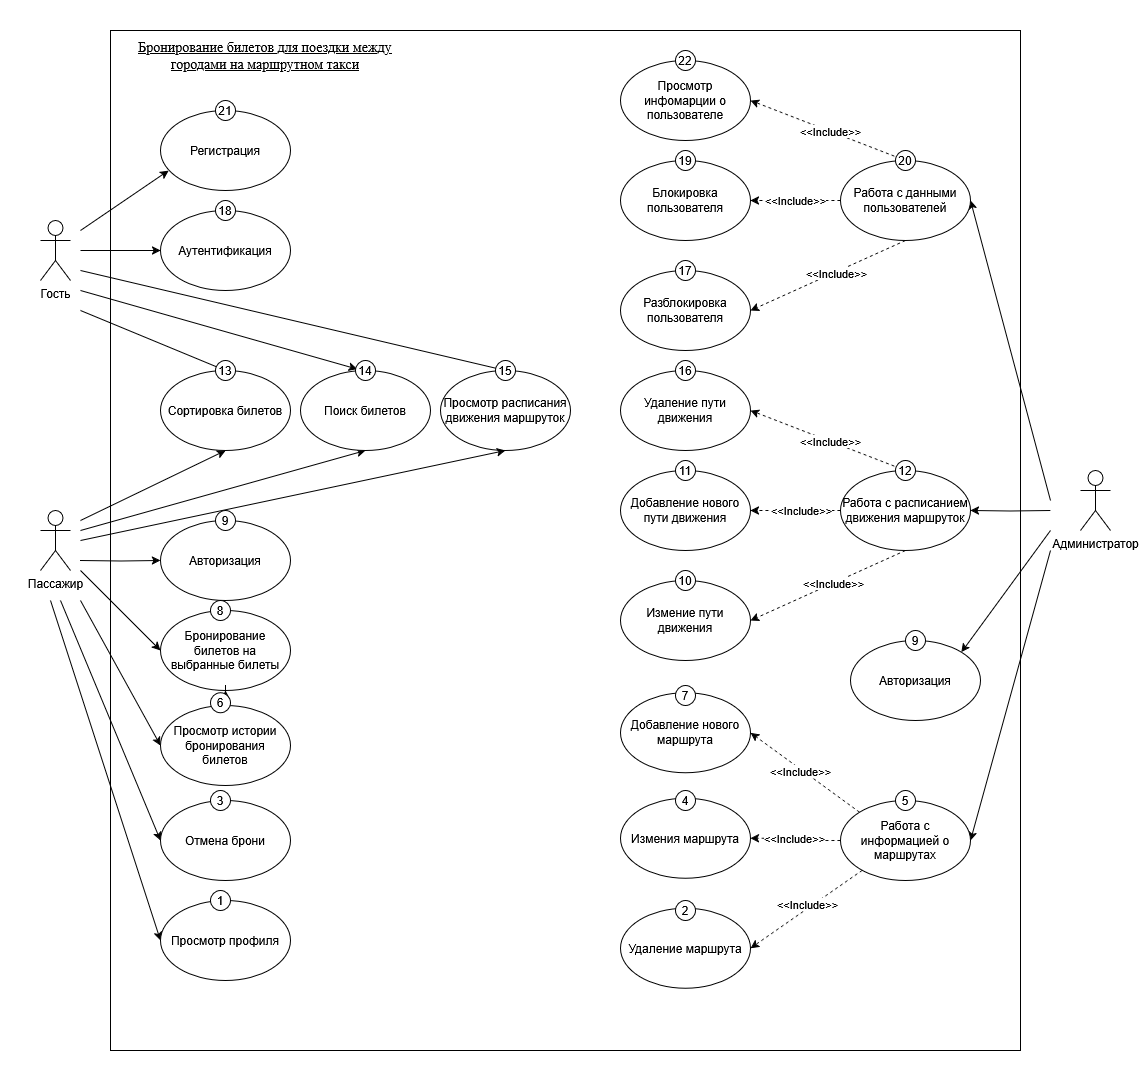 Бронирование билетов для поездки между
городами на маршрутном такси
21
Регистрация
18
Аутентификация
Гость
13
Сортировка билетов
14
Поиск билетов
15
Просмотр расписания
движения маршруток
9
Авторизация
Пассажир
8
Бронирование
билетов на
выбранные билеты
6
Просмотр истории
бронирования
билетов
3
Отмена брони
1
Просмотр профиля
22
Просмотр
инфомарции о
пользователе
<<Include>>
19
Блокировка
пользователя
<<Include>>
20
Работа с данными
пользователей
<<Include>>
17
Разблокировка
пользователя
16
Удаление пути
движения
<<Include>>
11
Добавление нового
пути движения
<<Include>>
12
Работа с расписанием
движения маршруток
<<Include>>
10
Измение пути
движения
Администратор
9
Авторизация
7
Добавление нового
маршрута
<<Include>>
4
Измения маршрута
<<Include>>
5
Работа с
информацией о
маршрутах
<<Include>>
2
Удаление маршрута